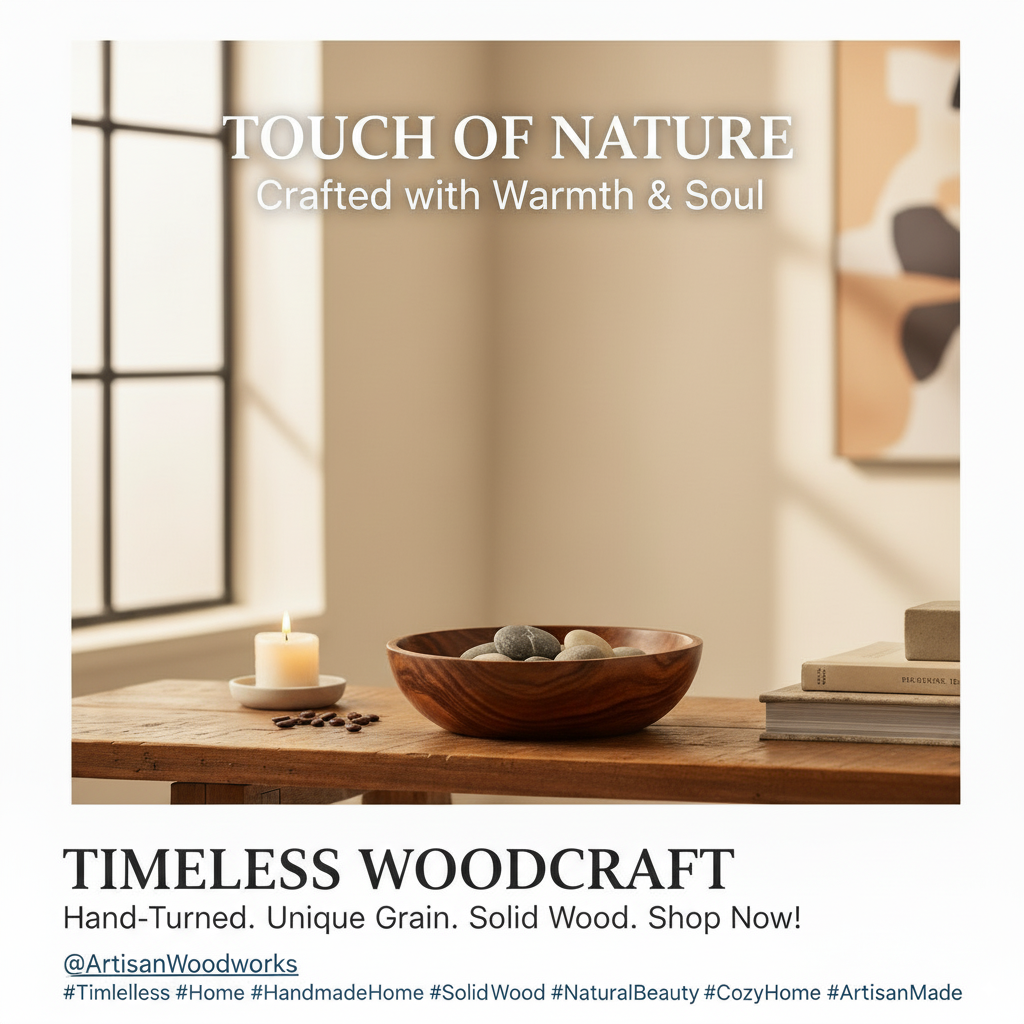 TOUCH OF NATURE
Crafted with Warmth & Soul
TIMELESS WOODCRAFT
Hand-Turned. Unique Grain. Solid Wood. Shop Now!
@ArtisanWoodworks
#Timlelless #Home #HandmadeHome #SolidWood #NaturalBeauty #CozyHome #ArtisanMade